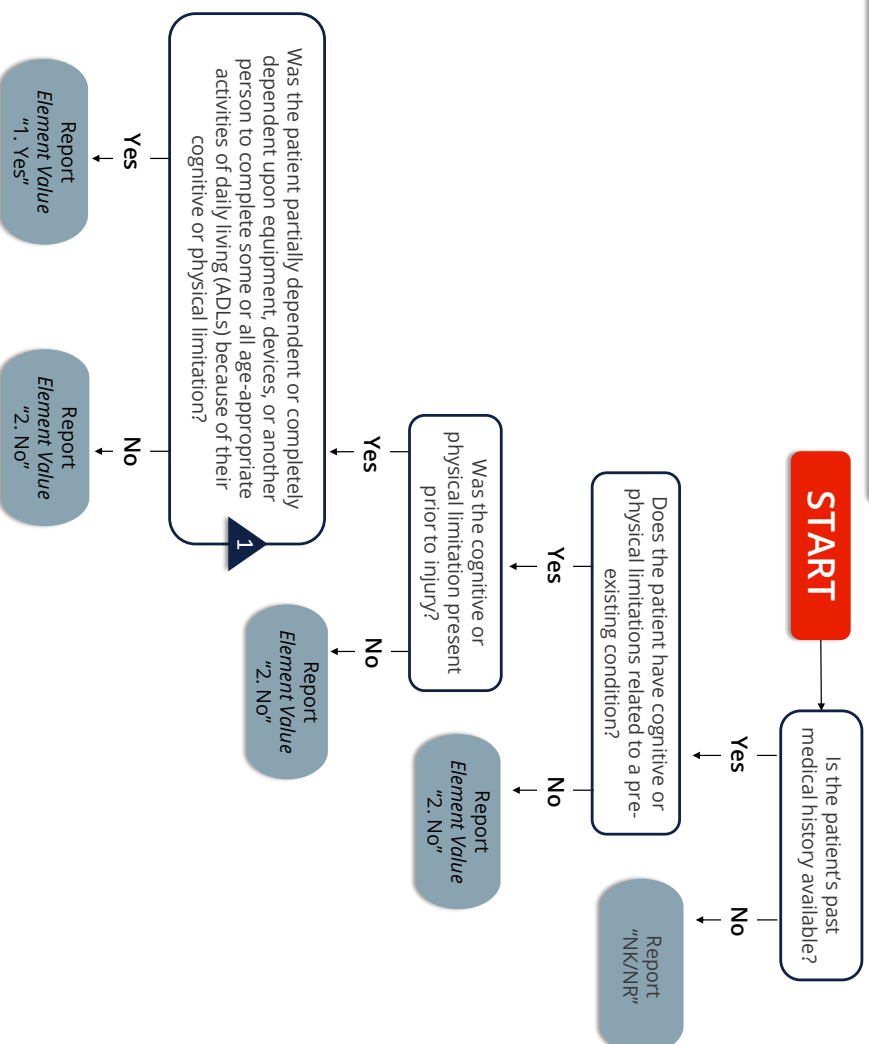 START
Is the patient's past
medical history available?
Yes
No
Report
"NK/NR"
Does the patient have cognitive or
physical limitations related to a pre-
existing condition?
Yes
No
Report
Element Value
"2. No"
Was the cognitive or
physical limitation present
prior to injury?
Yes
No
Report
Element Value
"2. No"
Was the patient partially dependent or completely
dependent upon equipment, devices, or another
person to complete some or all age-appropriate
activities of daily living (ADLs) because of their
cognitive or physical limitation?
1
Yes
No
Report
Element Value
"1. Yes"
Report
Element Value
"2. No"